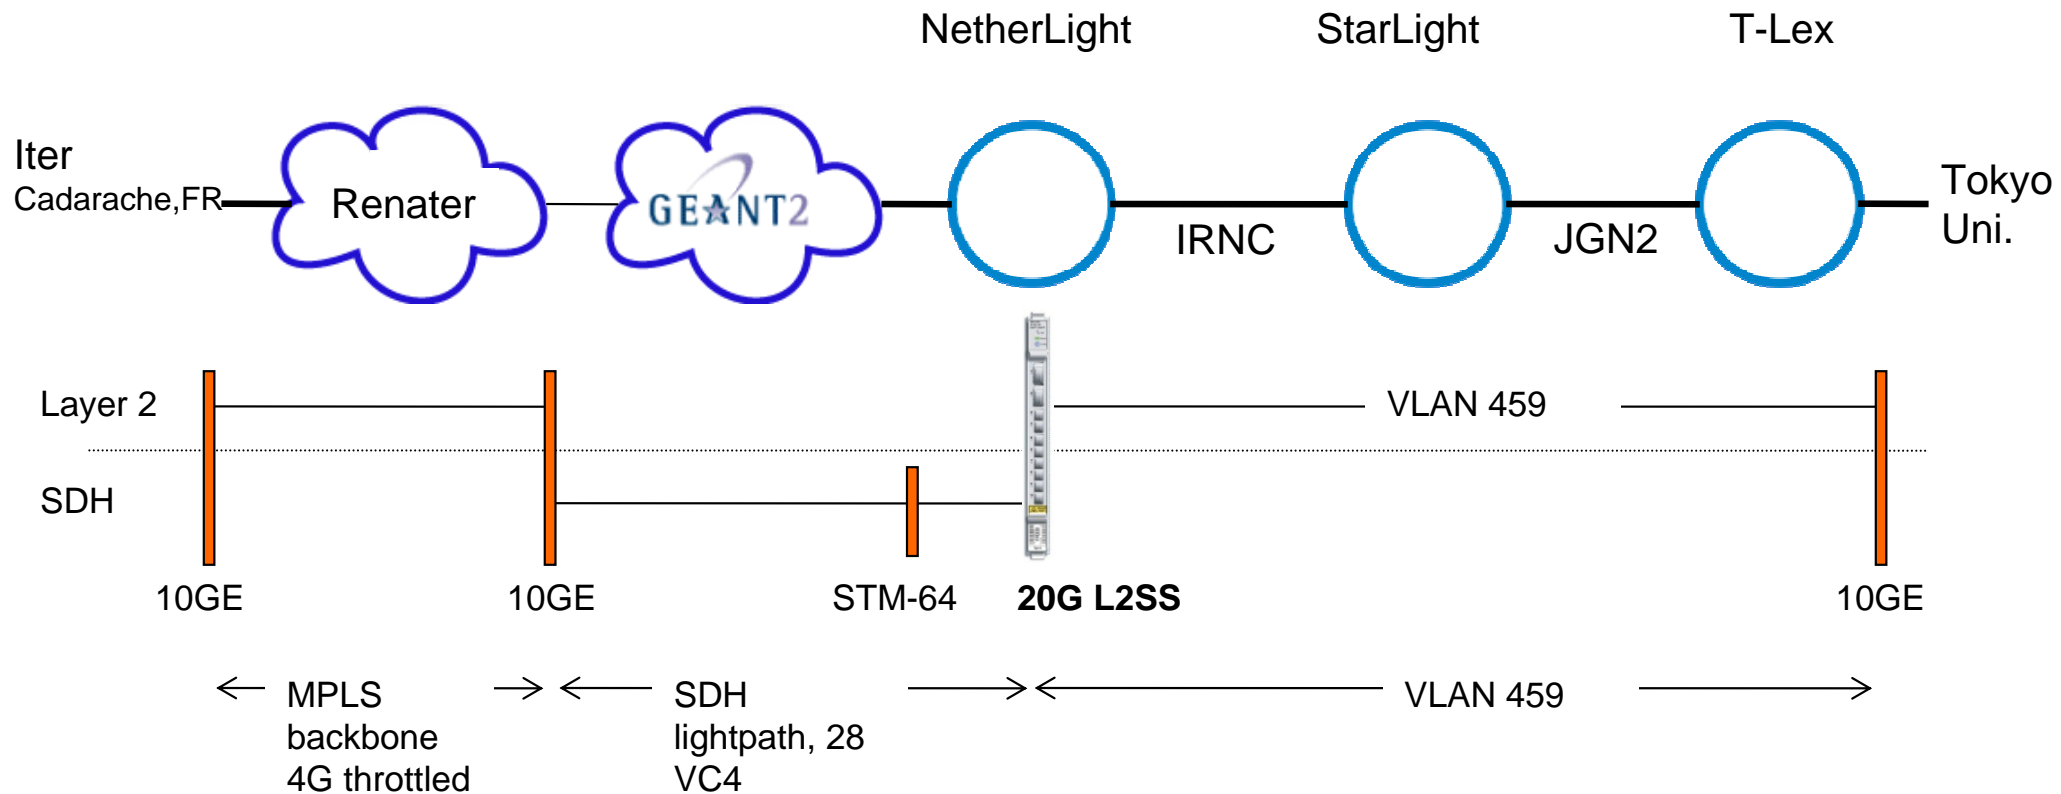 NetherLight StarLight T-Lex
Iter
Cadarache,FR
Renater
GEANT2
IRNC
JGN2
Tokyo
Uni.
Layer 2
VLAN 459
SDH
10GE 10GE STM-64 20G L2SS 10GE
MPLS
backbone
4G throttled
SDH
lightpath, 28
VC4
VLAN 459